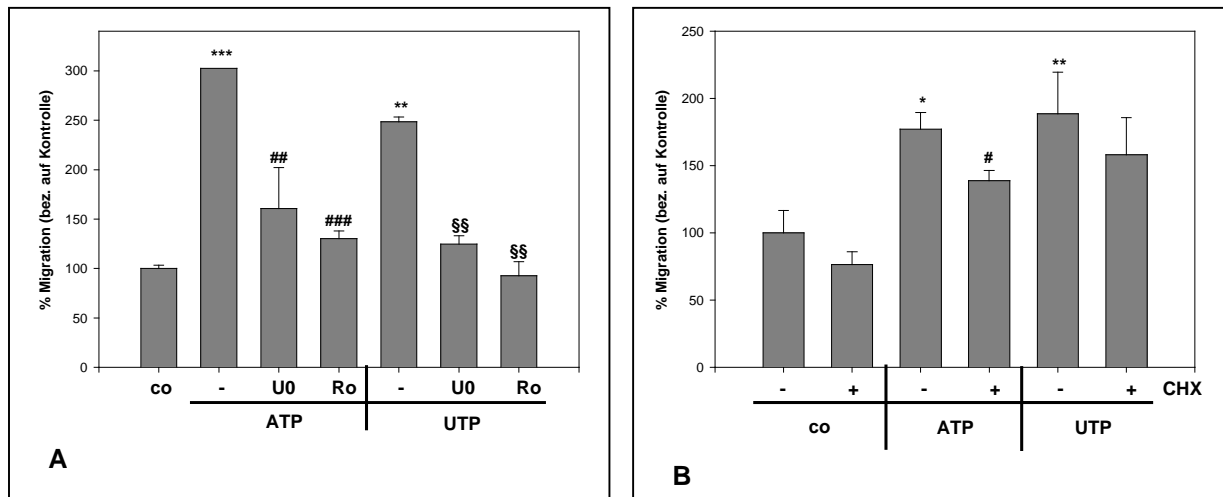 % Migration (bez. auf Kontrolle)
300
250
200
150
100
50
0
***
##
###
**
§§
§§
co - U0 Ro - U0 Ro
ATP UTP
A
% Migration (bez. auf Kontrolle)
250
200
150
100
50
0
*
#
**
- + - + - + CHX
co ATP UTP
B